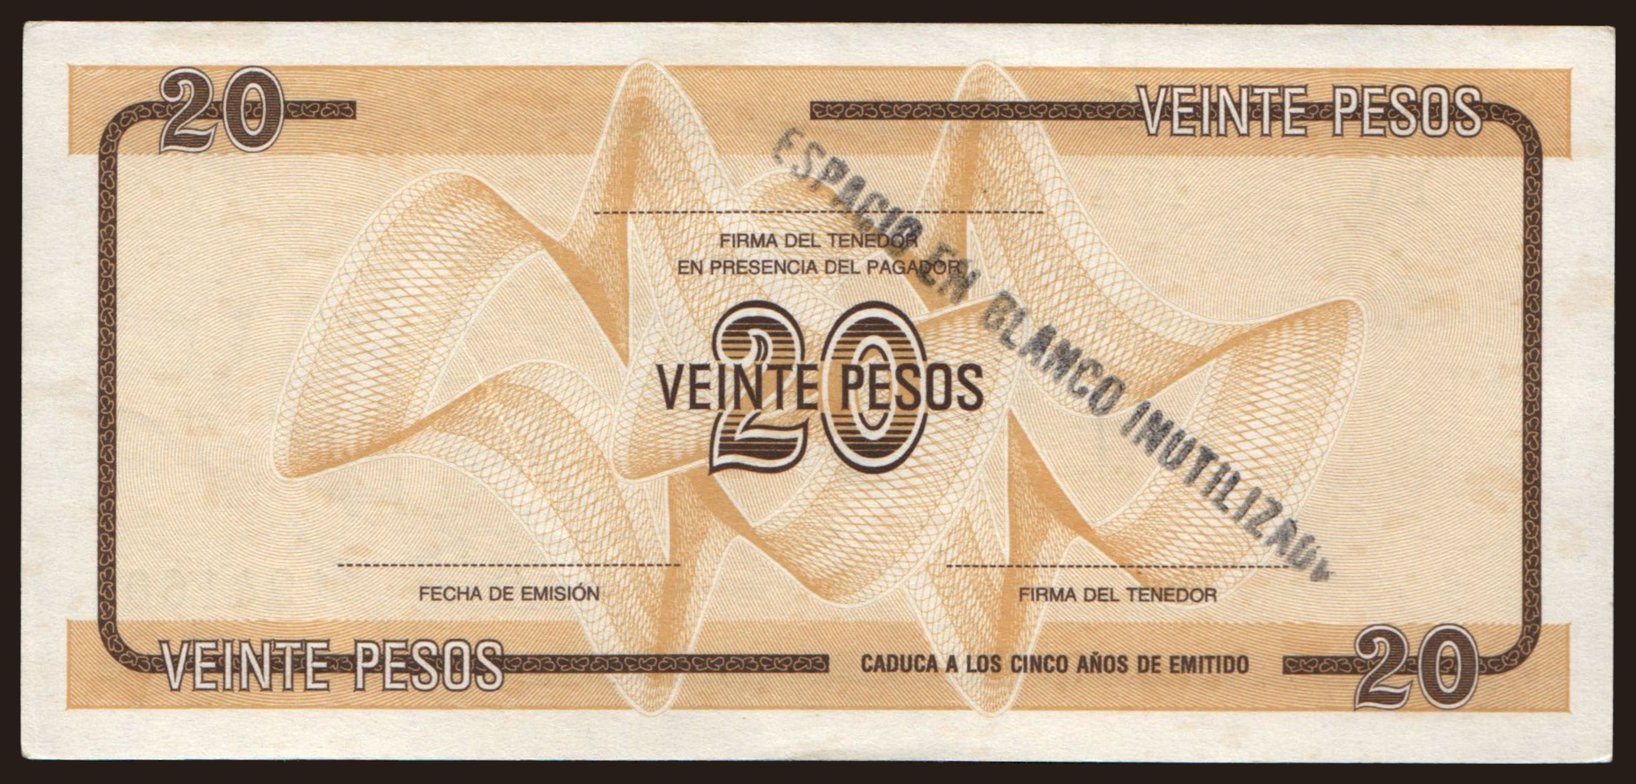 20
VEINTE PESOS
ESPACIO EN BLANCO INUTILIZADO
FIRMA DEL TENEDOR
EN PRESENCIA DEL PAGADOR
20
VEINTE PESOS
FECHA DE EMISIÓN
FIRMA DEL TENEDOR
VEINTE PESOS
CADUCA A LOS CINCO AÑOS DE EMITIDO
20